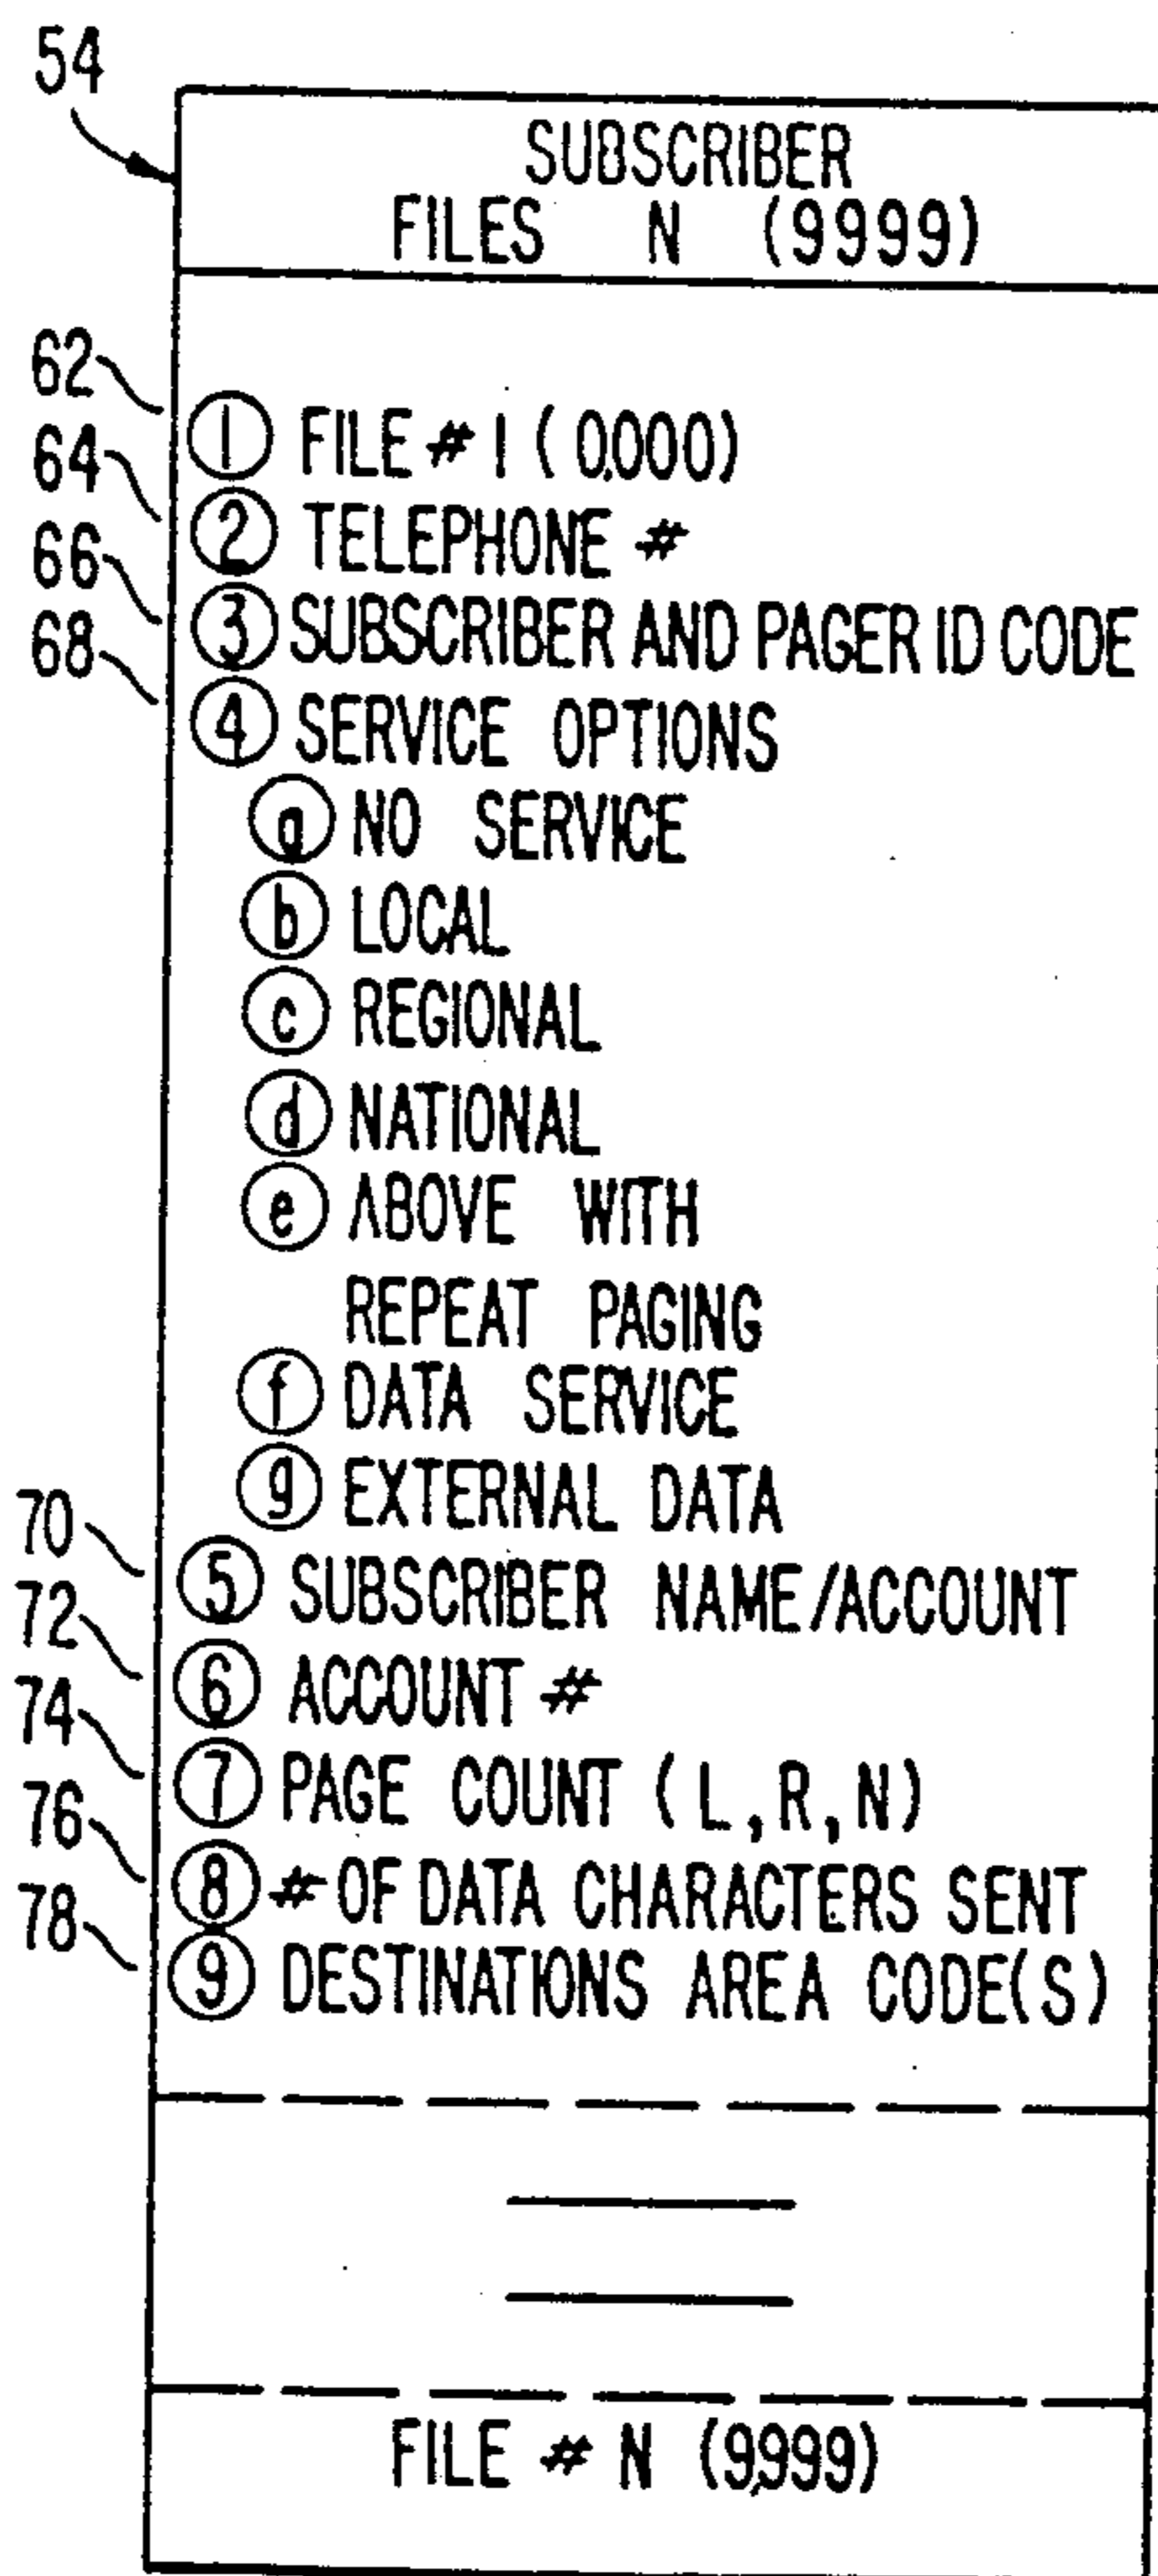 54
SUBSCRIBER
FILES N (9999)
62 ① FILE # 1 (0,000)
64 ② TELEPHONE #
66 ③ SUBSCRIBER AND PAGER ID CODE
68 ④ SERVICE OPTIONS
ⓐ NO SERVICE
ⓑ LOCAL
ⓒ REGIONAL
ⓓ NATIONAL
ⓔ ABOVE WITH
REPEAT PAGING
ⓕ DATA SERVICE
ⓖ EXTERNAL DATA
70 ⑤ SUBSCRIBER NAME/ACCOUNT
72 ⑥ ACCOUNT #
74 ⑦ PAGE COUNT (L,R,N)
76 ⑧ # OF DATA CHARACTERS SENT
78 ⑨ DESTINATIONS AREA CODE(S)
FILE # N (9,999)